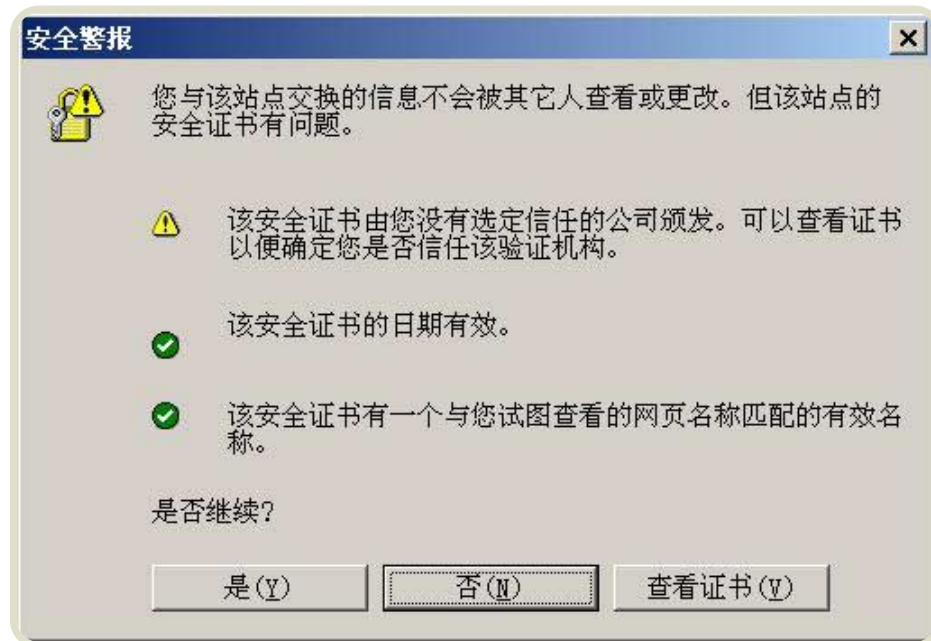 安全警报
您与该站点交换的信息不会被其它人查看或更改。但该站点的
安全证书有问题。
该安全证书由您没有选定信任的公司颁发。可以查看证书
以便确定您是否信任该验证机构。
该安全证书的日期有效。
该安全证书有一个与您试图查看的网页名称匹配的有效名
称。
是否继续?
是(Y) 否(N) 查看证书(V)